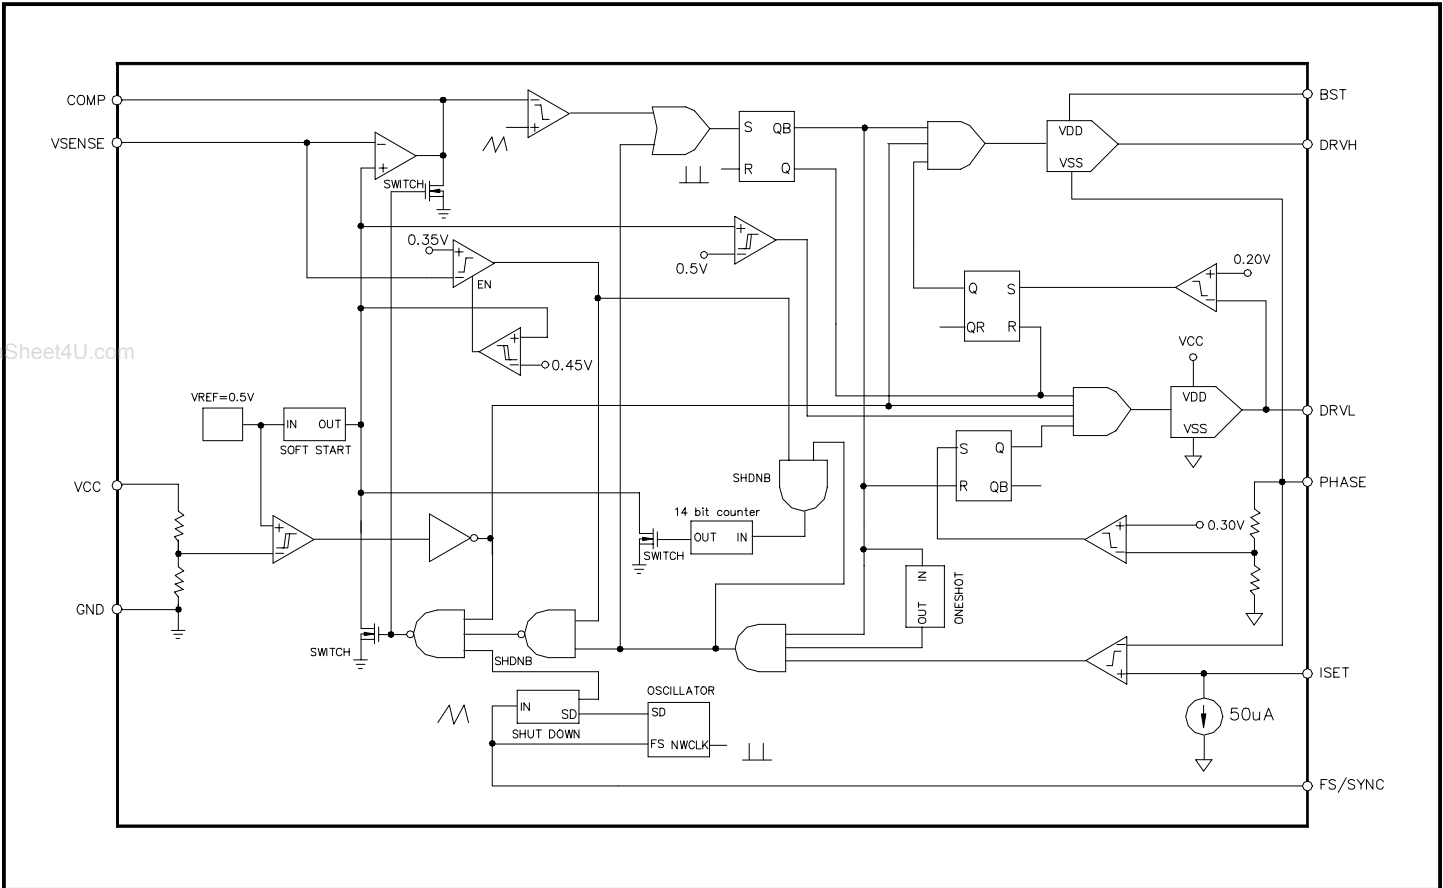 COMP
BST
VSENSE
S QB
R Q
VDD
VSS
DRVH
SWITCH
0.35V
EN
0.5V
0.20V
Q S
QR R
Sheet4U.com
0.45V
VCC
VREF=0.5V
IN OUT
SOFT START
VDD
VSS
DRVL
VCC
SHDNB
S Q
R QB
PHASE
14 bit counter
OUT IN
SWITCH
0.30V
GND
IN
OUT
ONESHOT
SWITCH
SHDNB
ISET
IN
SD
SHUT DOWN
OSCILLATOR
SD
FS NWCLK
50uA
FS/SYNC